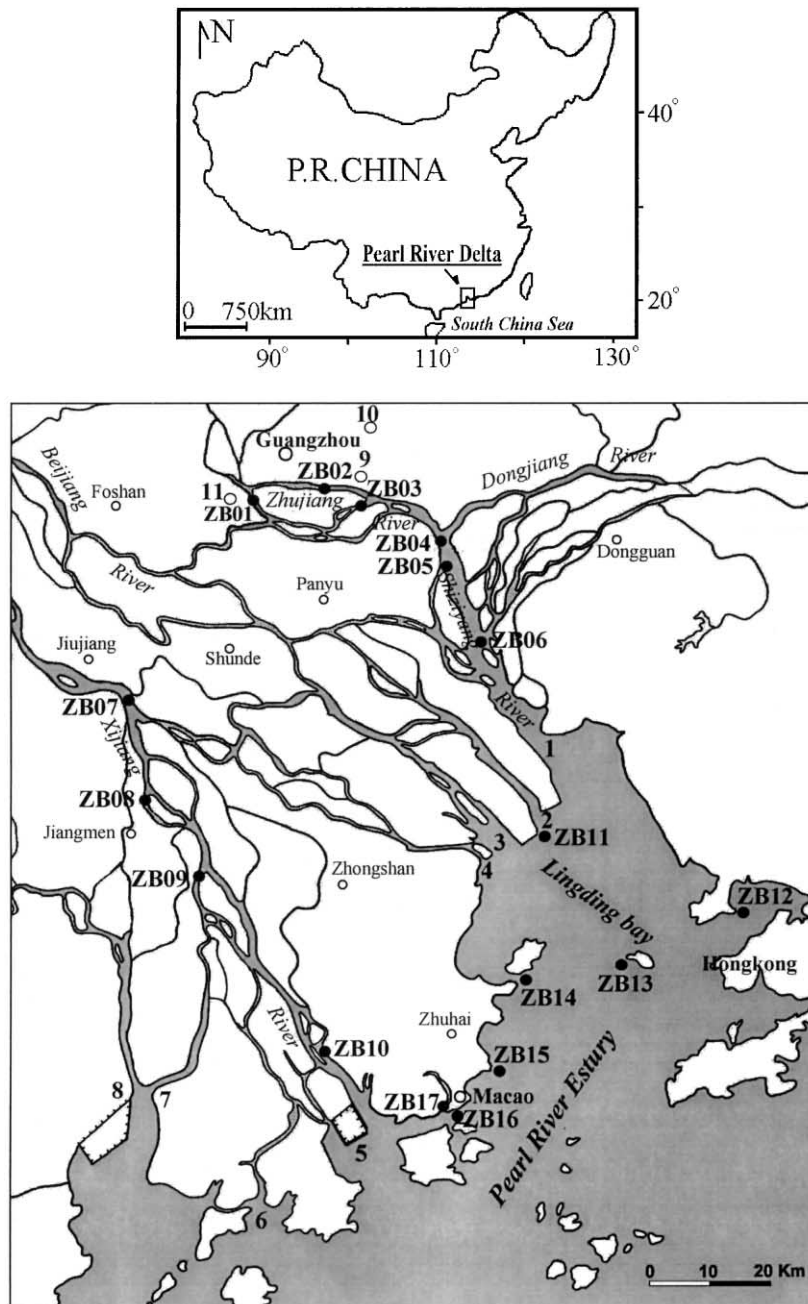 N
40°
P.R.CHINA
Pearl River Delta
0 750km
20°
South China Sea
90° 110° 130°
10
Guangzhou
Beijiang
ZB02
9
Dongjiang
River
Foshan
11
ZB01
Zhujiang
ZB03
River
ZB04
Dongguan
ZB05
River
Panyu
Shiziyang
ZB06
Jiujiang
Shunde
ZB07
River
Xijiang
1
ZB08
2
Jiangmen
3
ZB11
4
ZB09
Zhongshan
Lingding bay
ZB12
Hongkong
ZB13
ZB14
River
Zhuhai
ZB10
ZB15
8
7
Macao
ZB17
ZB16
5
Pearl River Estury
6
0 10 20 Km